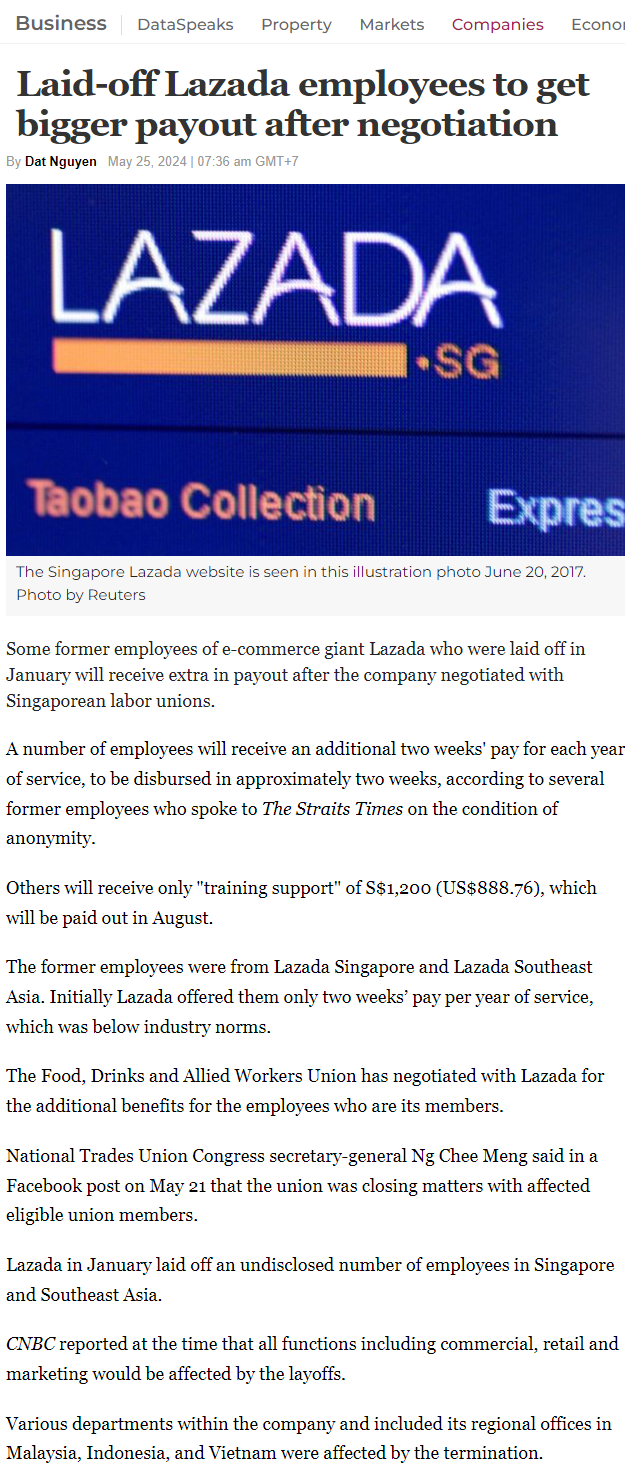 Business DataSpeaks Property Markets Companies
Laid-off Lazada employees to get
bigger payout after negotiation
By Dat Nguyen May 25, 2024 | 07:36 am GMT+7
LAZADA
•SG
Taobao Collection
The Singapore Lazada website is seen in this illustration photo June 20, 2017.
Photo by Reuters
Some former employees of e-commerce giant Lazada who were laid off in
January will receive extra in payout after the company negotiated with
Singaporean labor unions.
A number of employees will receive an additional two weeks' pay for each year
of service, to be disbursed in approximately two weeks, according to several
former employees who spoke to The Straits Times on the condition of
anonymity.
Others will receive only "training support" of S$1,200 (US$888.76), which
will be paid out in August.
The former employees were from Lazada Singapore and Lazada Southeast
Asia. Initially Lazada offered them only two weeks’ pay per year of service,
which was below industry norms.
The Food, Drinks and Allied Workers Union has negotiated with Lazada for
the additional benefits for the employees who are its members.
National Trades Union Congress secretary-general Ng Chee Meng said in a
Facebook post on May 21 that the union was closing matters with affected
eligible union members.
Lazada in January laid off an undisclosed number of employees in Singapore
and Southeast Asia.
CNBC reported at the time that all functions including commercial, retail and
marketing would be affected by the layoffs.
Various departments within the company and included its regional offices in
Malaysia, Indonesia, and Vietnam were affected by the termination.